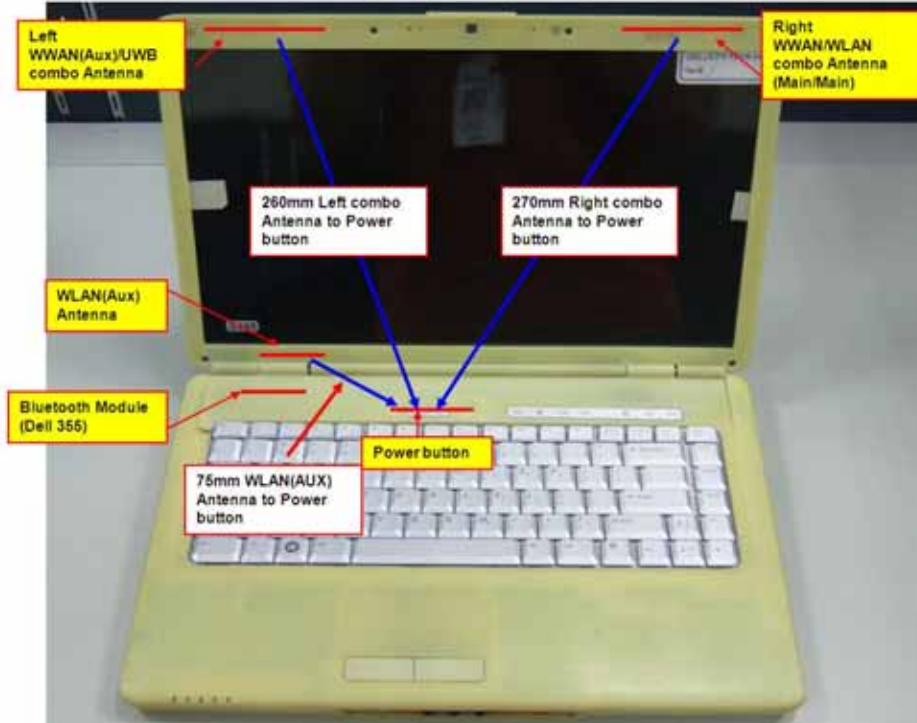 Left
WWAN(Aux)/UWB
combo Antenna
Right
WWAN/WLAN
combo Antenna
(Main/Main)
260mm Left combo
Antenna to Power
button
270mm Right combo
Antenna to Power
button
WLAN(Aux)
Antenna
Bluetooth Module
(Dell 355)
Power button
75mm WLAN(AUX)
Antenna to Power
button